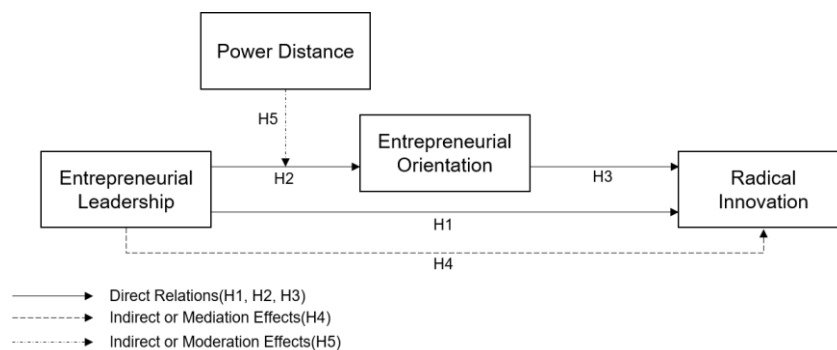 Power Distance
H5
Entrepreneurial
Orientation
Entrepreneurial
Leadership
H2
H3
Radical
Innovation
H1
H4
Direct Relations(H1, H2, H3)
Indirect or Mediation Effects(H4)
Indirect or Moderation Effects(H5)